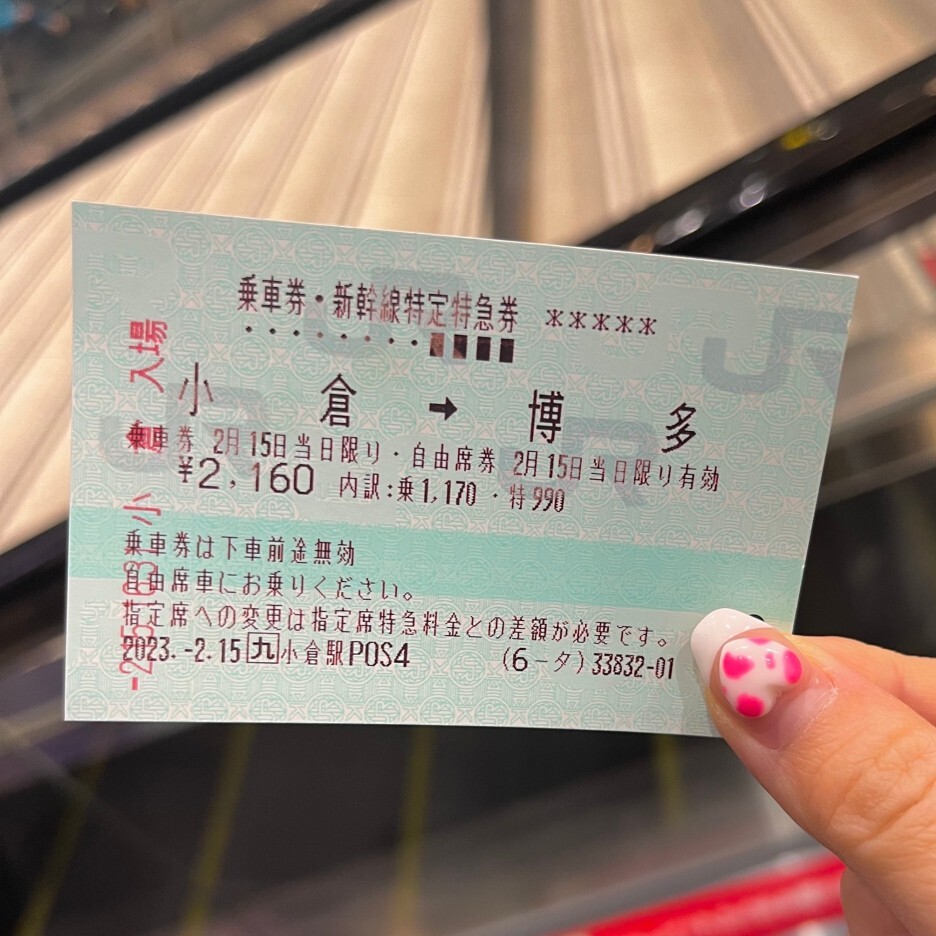 乗車券・新幹線特定特急券 *****
小倉 → 博多
乗車券 2月15日当日限り・自由席券 2月15日当日限り有効
¥2,160 内訳:乗1,170・特990
乗車券は下車前途無効
自由席車にお乗りください。
指定席への変更は指定席特急料金との差額が必要です。
2023.-2.15 九 小倉駅POS4 (6-タ)33832-01
入場